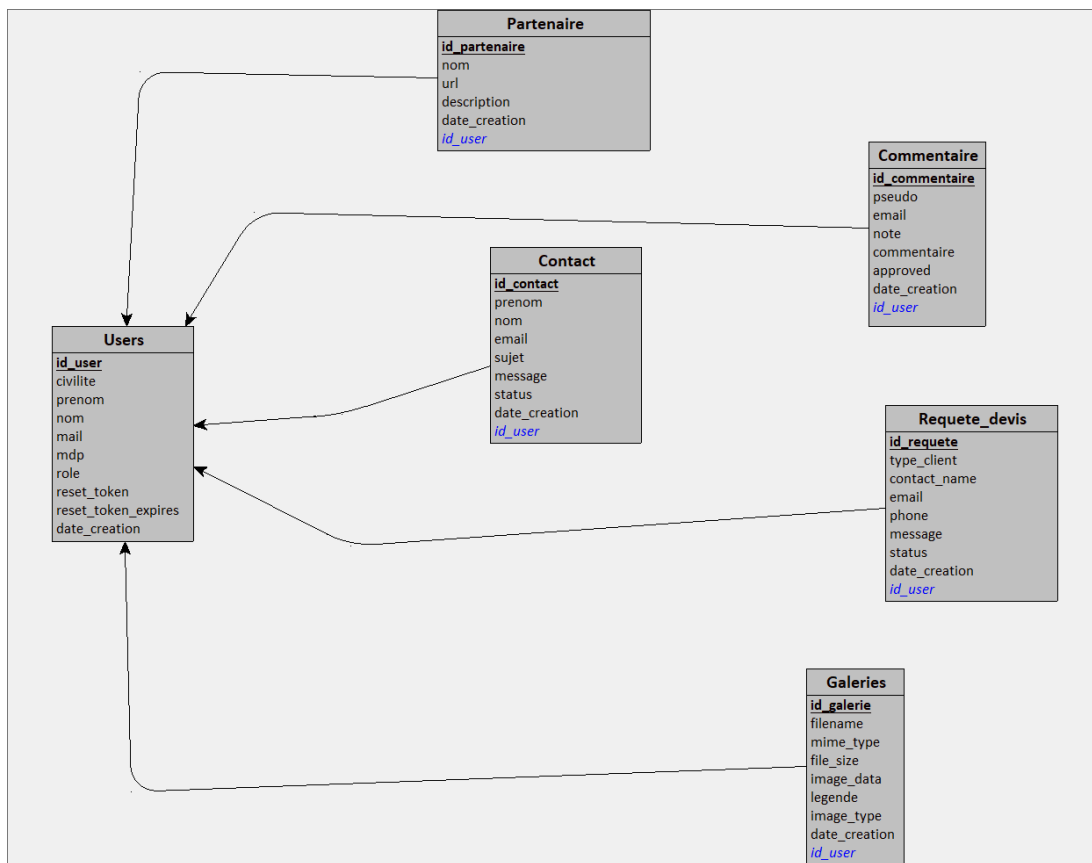 Partenaire
id_partenaire
nom
url
description
date_creation
id_user
Commentaire
id_commentaire
pseudo
email
note
commentaire
approved
date_creation
id_user
Contact
id_contact
prenom
nom
email
sujet
message
status
date_creation
id_user
Users
id_user
civilite
prenom
nom
mail
mdp
role
reset_token
reset_token_expires
date_creation
Requete_devis
id_requete
type_client
contact_name
email
phone
message
status
date_creation
id_user
Galeries
id_galerie
filename
mime_type
file_size
image_data
legende
image_type
date_creation
id_user